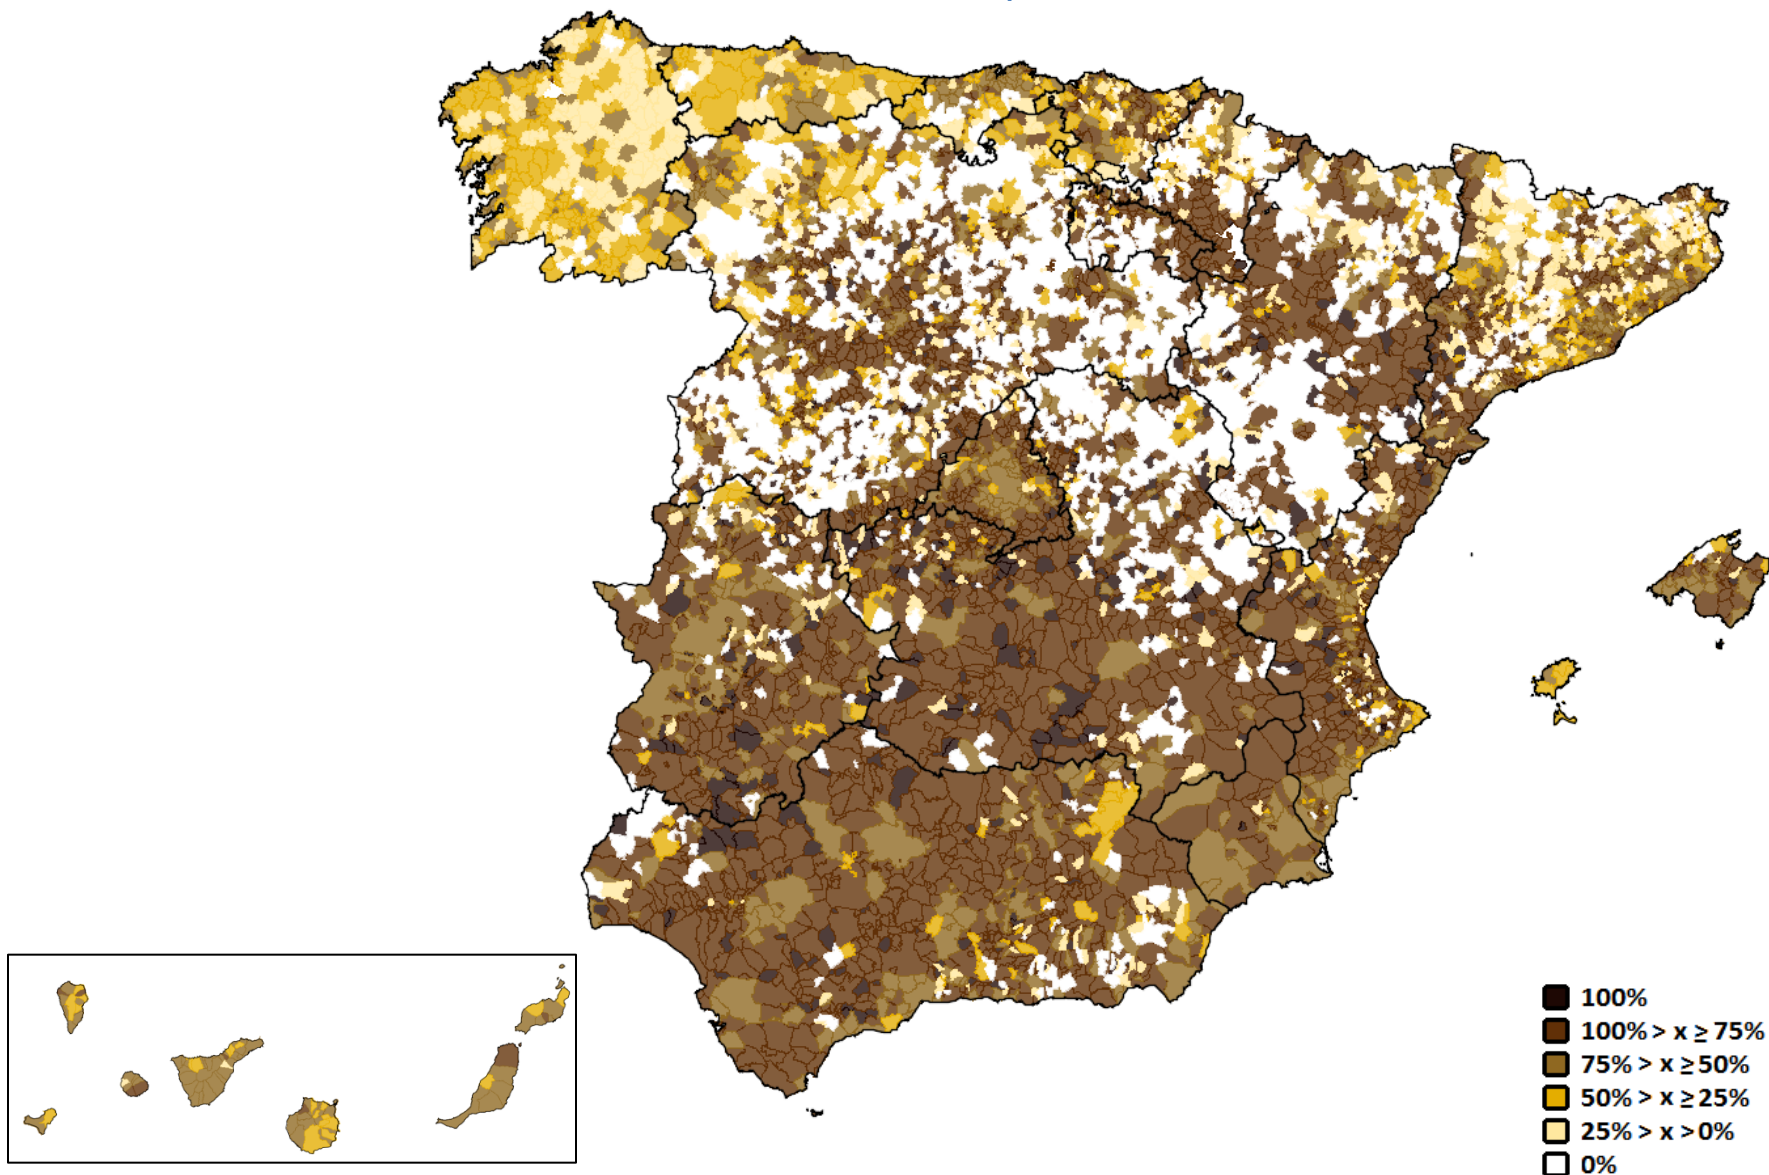 100%
100% > x ≥ 75%
75% > x ≥ 50%
50% > x ≥ 25%
25% > x > 0%
0%